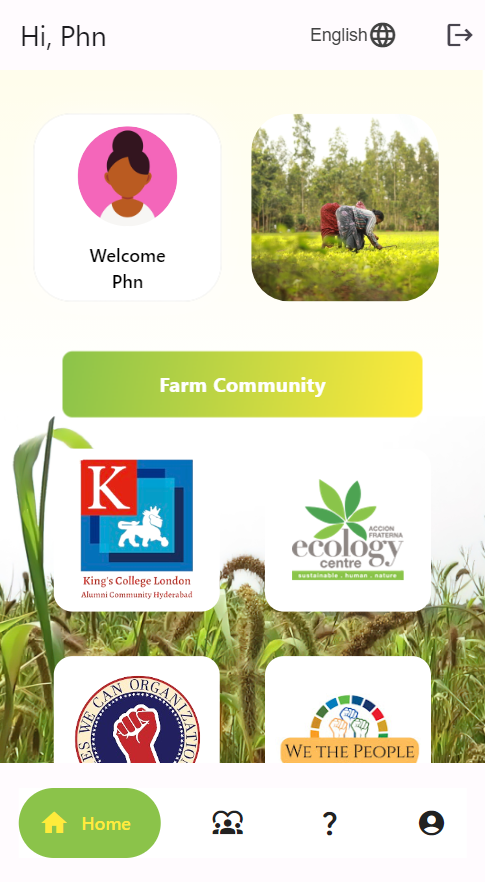 Hi, Phn
English
Welcome
Phn
Farm Community
K
King's College London
Alumni Community Hyderabad
ACCION
FRATERNA
ecology
centre
sustainable . human . nature
ES WE CAN ORGANIZATIO
WE THE PEOPLE
Home
?